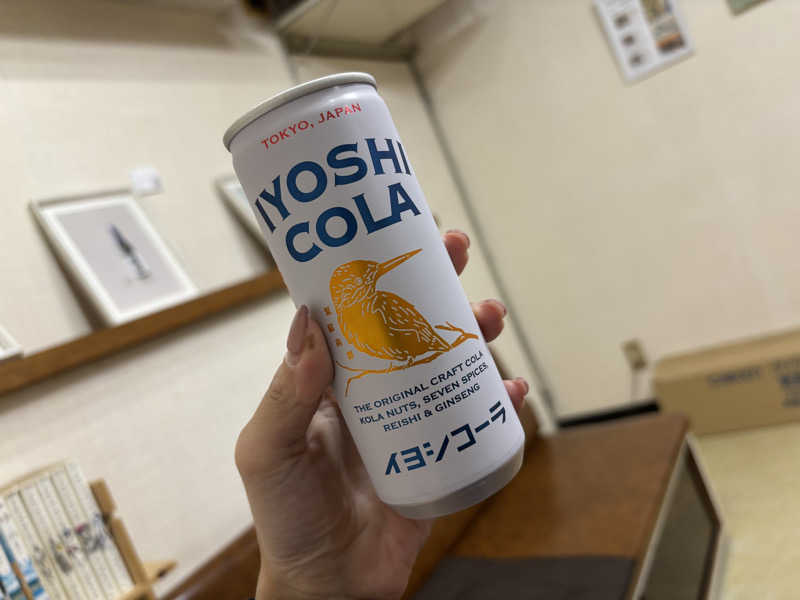 TOKYO, JAPAN
IYOSHI
COLA
THE ORIGINAL CRAFT COLA
KOLA NUTS, SEVEN SPICES,
REISHI & GINSENG
イヨシコーラ